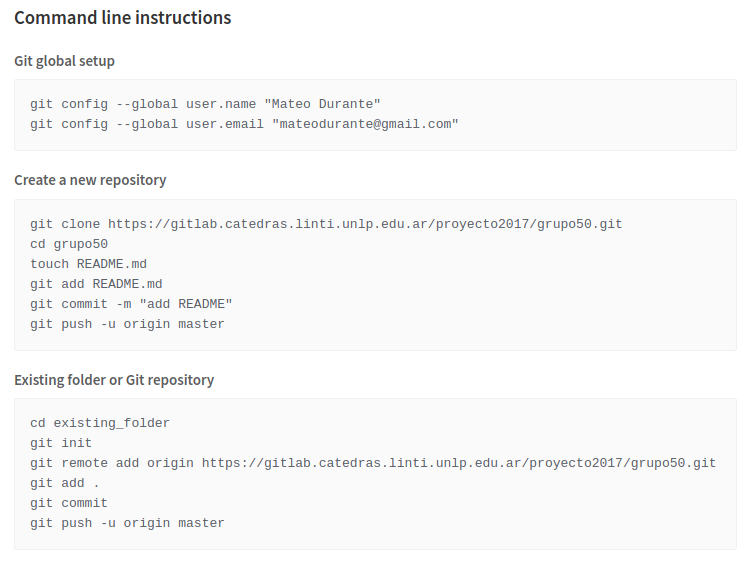 Command line instructions
Git global setup
git config --global user.name "Mateo Durante"
git config --global user.email "mateodurante@gmail.com"
Create a new repository
git clone https://gitlab.catedras.linti.unlp.edu.ar/proyecto2017/grupo50.git
cd grupo50
touch README.md
git add README.md
git commit -m "add README"
git push -u origin master
Existing folder or Git repository
cd existing_folder
git init
git remote add origin https://gitlab.catedras.linti.unlp.edu.ar/proyecto2017/grupo50.git
git add .
git commit
git push -u origin master